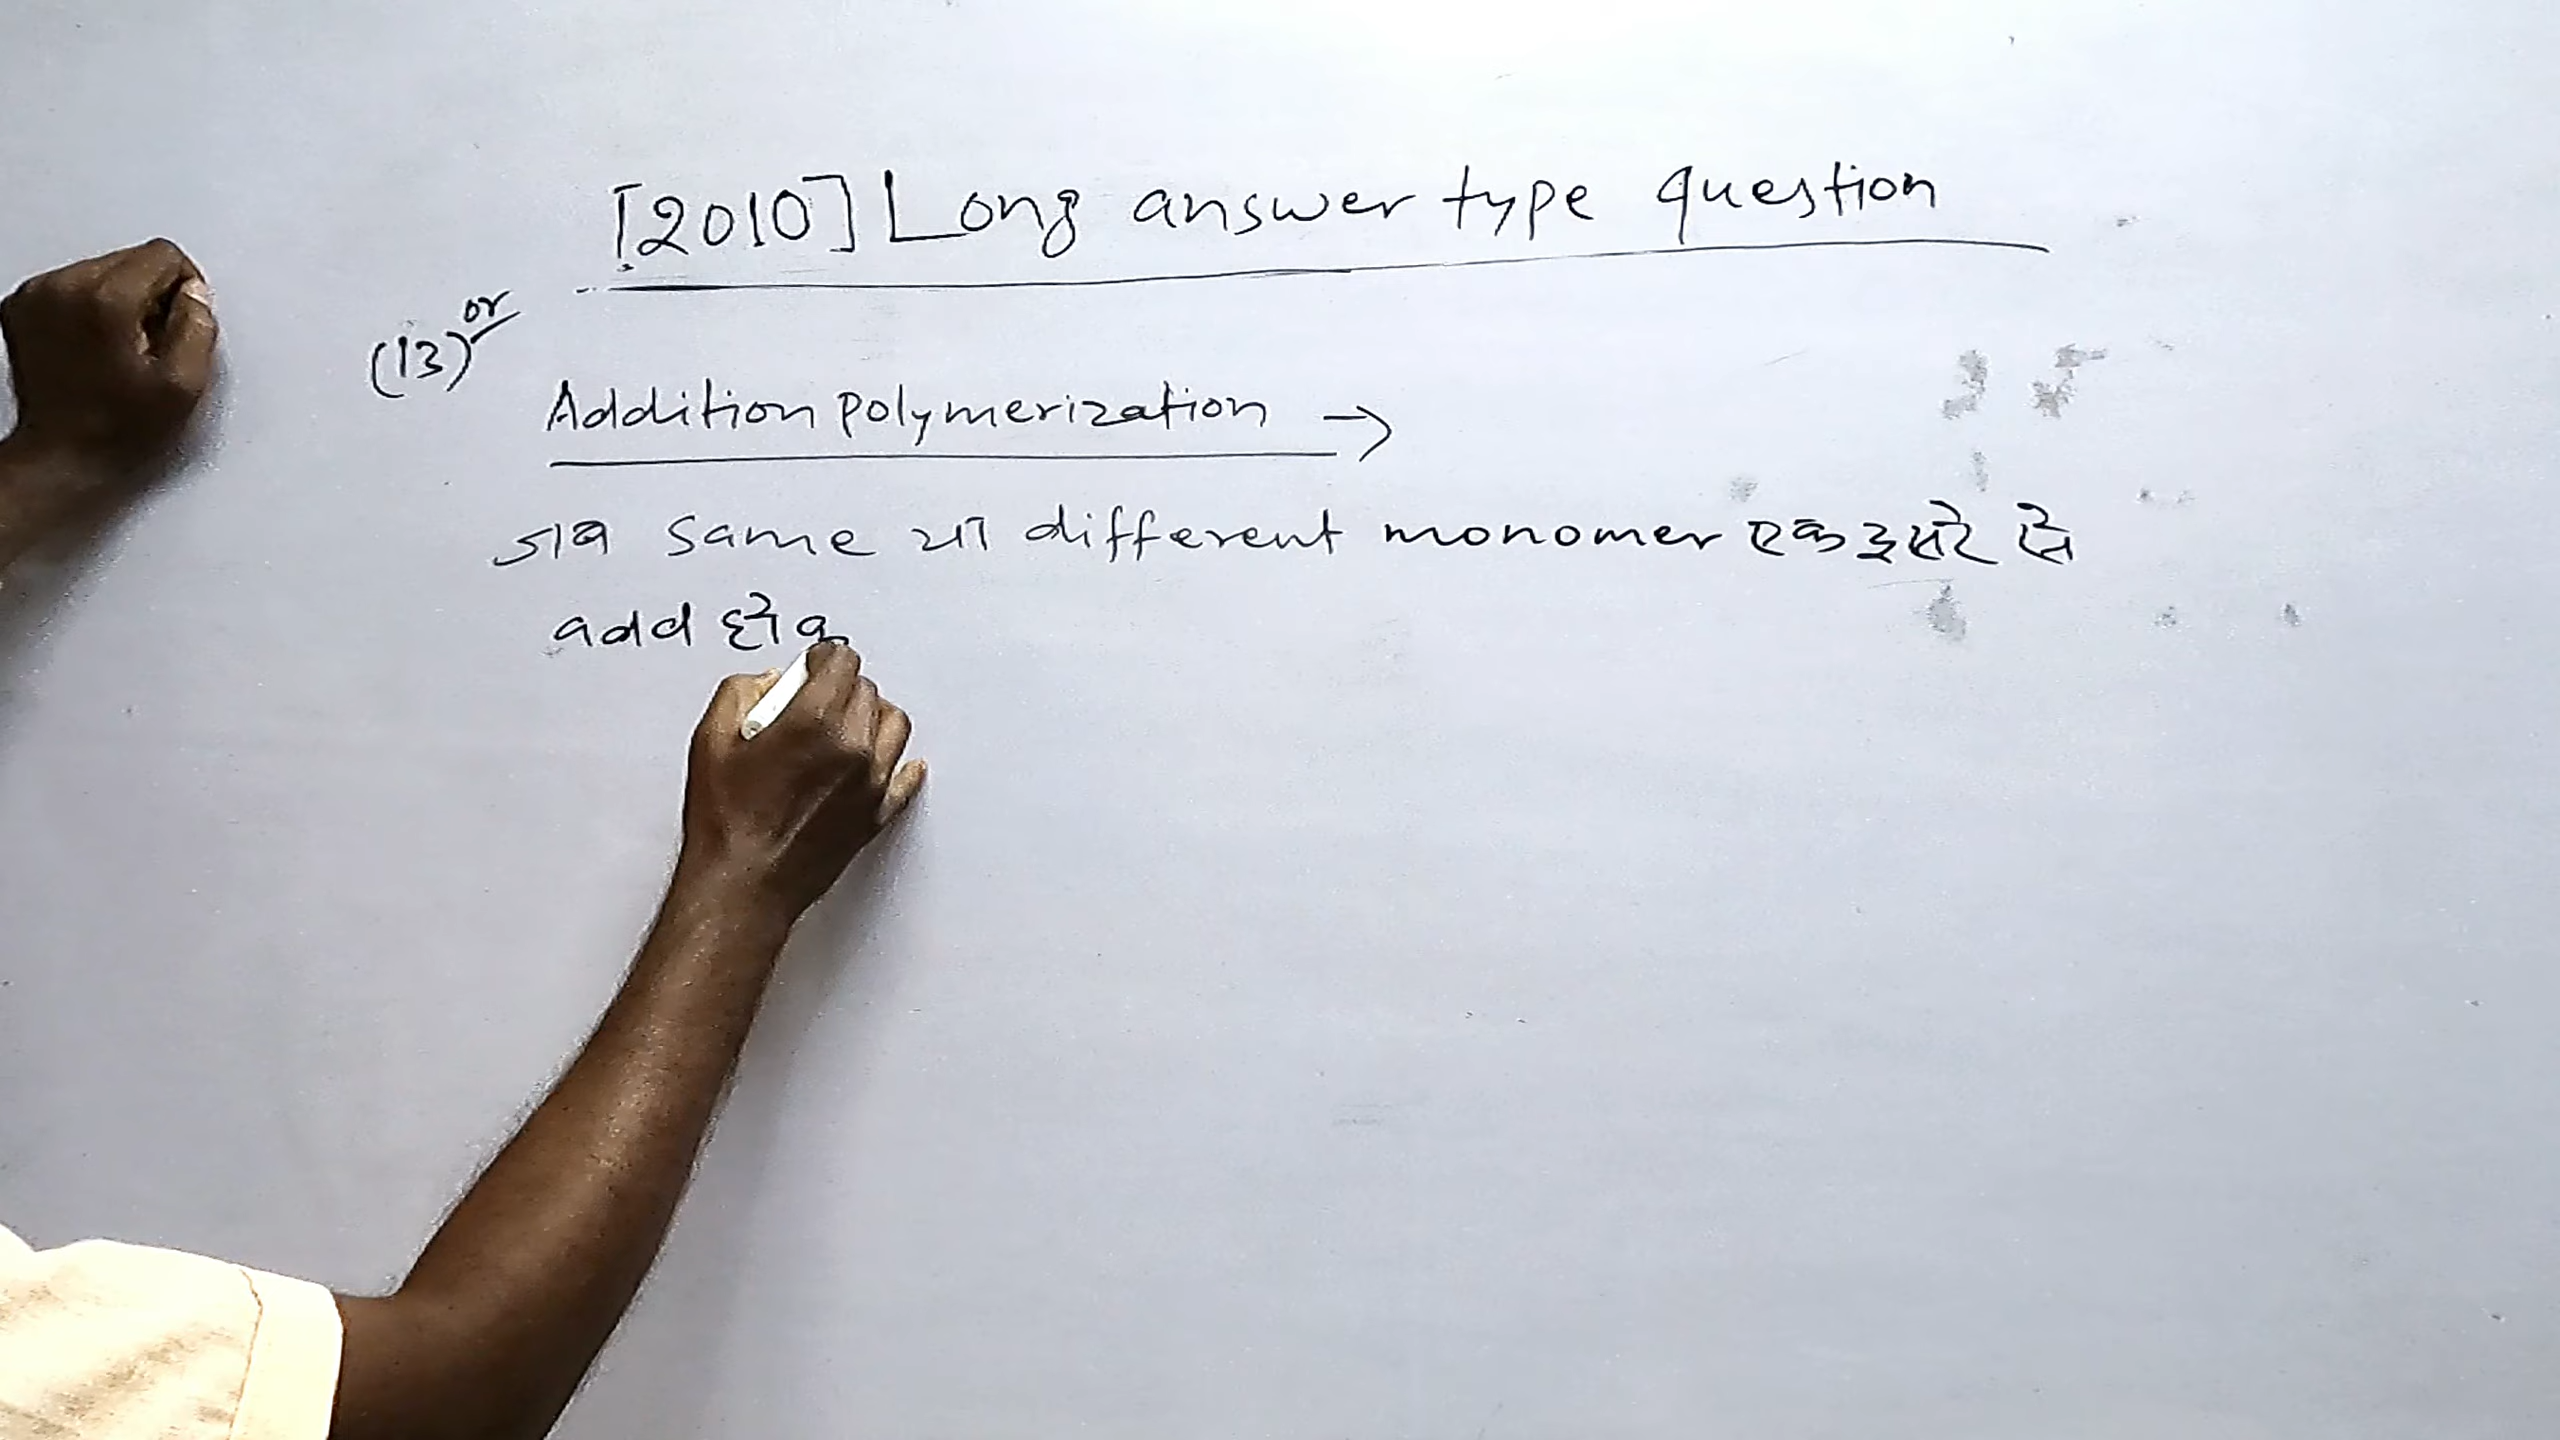 [2010] Long answer type question
(13) or
Addition polymerization →
जब same या different monomer एक दुसरे से
add होक